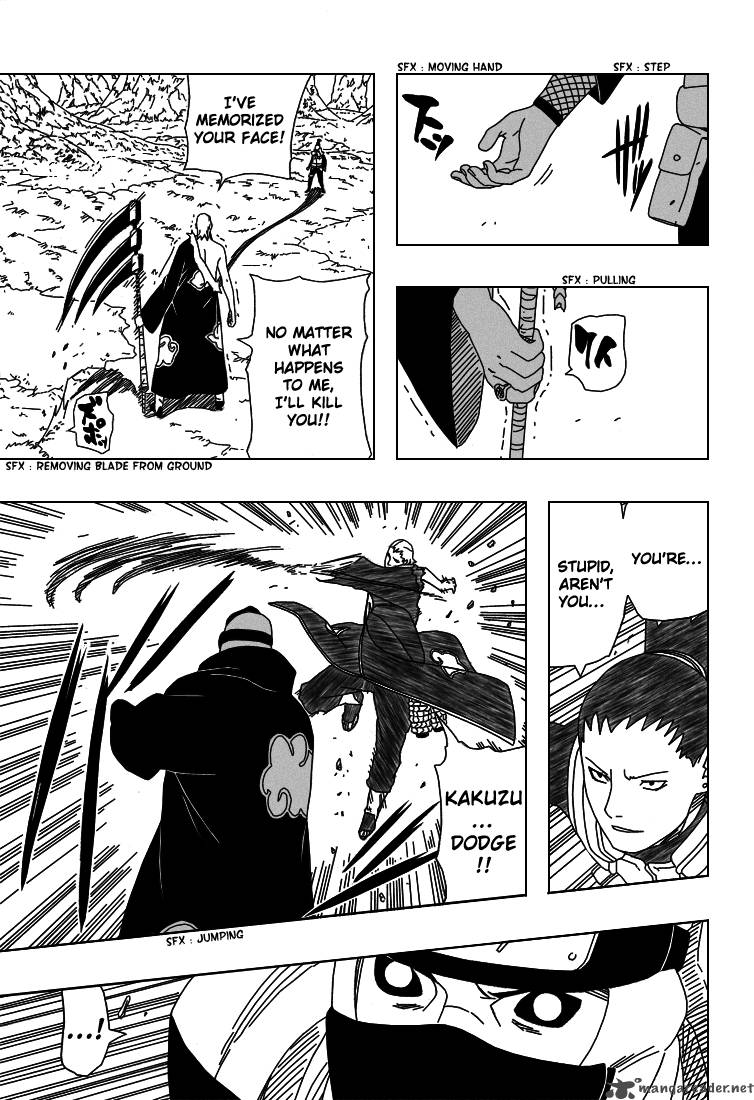 SFX : STEP
SFX : MOVING HAND
SFX : PULLING
I'VE
MEMORIZED
YOUR FACE!
NO MATTER
WHAT
HAPPENS
TO ME,
I'LL KILL
YOU!!
SFX : REMOVING BLADE FROM GROUND
YOU'RE...
STUPID,
AREN'T
YOU...
KAKUZU
...
DODGE
!!
SFX : JUMPING
....!
mangareader.net